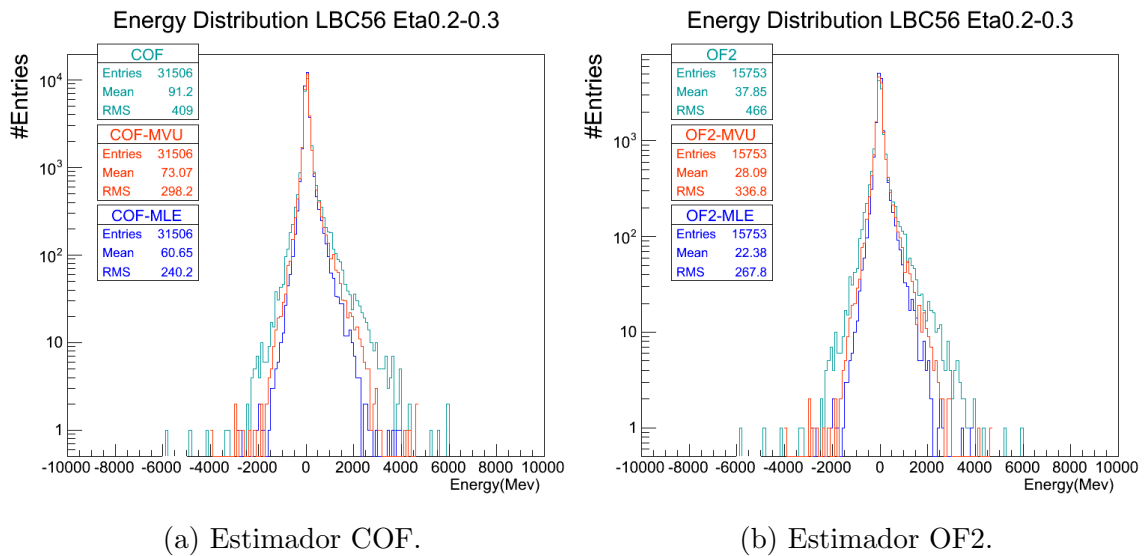 Energy Distribution LBC56 Eta0.2-0.3
#Entries
COF
Entries 31506
Mean 91.2
RMS 409
COF-MVU
Entries 31506
Mean 73.07
RMS 298.2
COF-MLE
Entries 31506
Mean 60.65
RMS 240.2
10^4
10^3
10^2
10
1
-10000 -8000 -6000 -4000 -2000 0 2000 4000 6000 8000 10000
Energy(Mev)
(a) Estimador COF.
Energy Distribution LBC56 Eta0.2-0.3
#Entries
OF2
Entries 15753
Mean 37.85
RMS 466
OF2-MVU
Entries 15753
Mean 28.09
RMS 336.8
OF2-MLE
Entries 15753
Mean 22.38
RMS 267.8
10^3
10^2
10
1
-10000 -8000 -6000 -4000 -2000 0 2000 4000 6000 8000 10000
Energy(Mev)
(b) Estimador OF2.